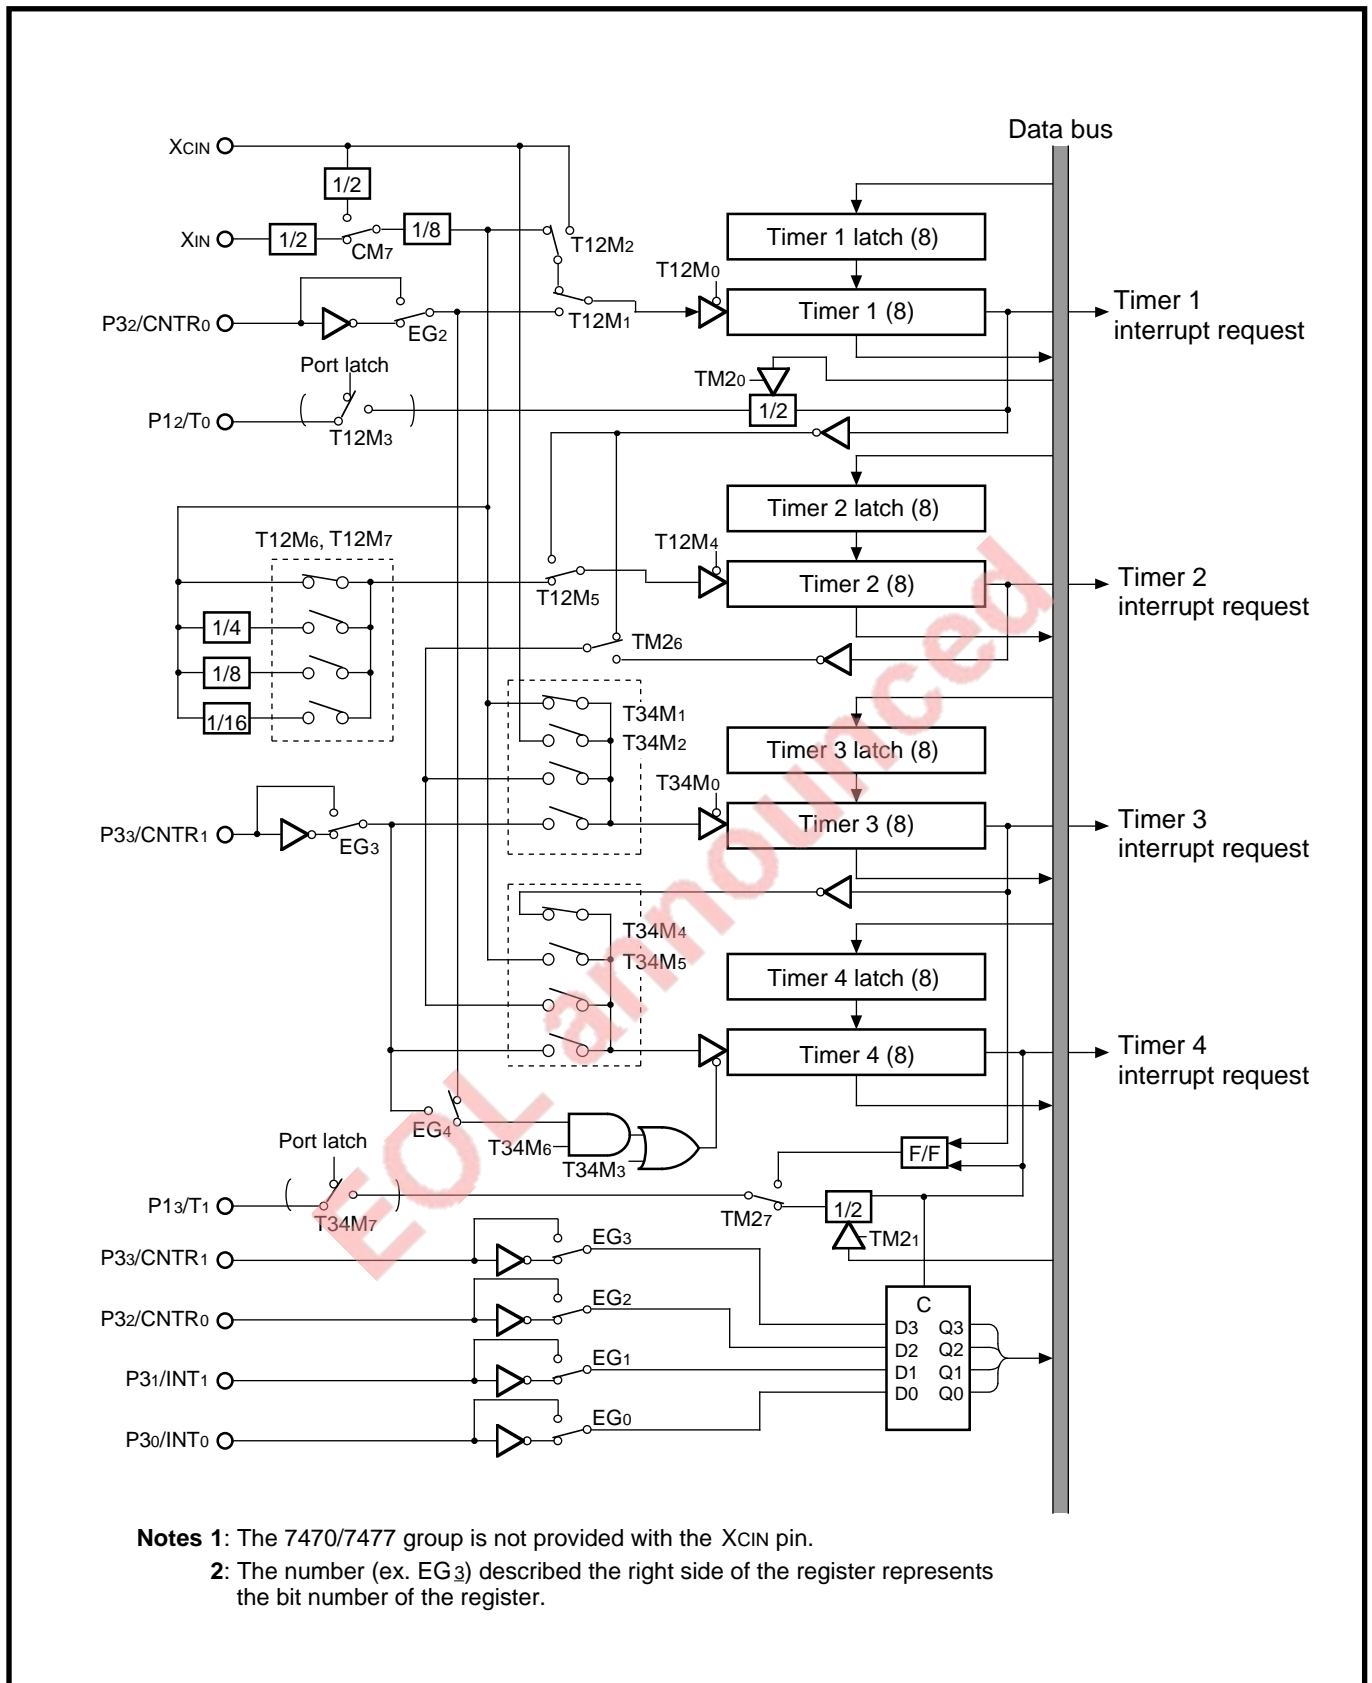 Data bus
XCIN
1/2
XIN
1/2
CM7
1/8
T12M2
Timer 1 latch (8)
T12M0
P32/CNTR0
EG2
T12M1
Timer 1 (8)
Timer 1
interrupt request
Port latch
TM20
1/2
P12/T0
T12M3
Timer 2 latch (8)
T12M6, T12M7
T12M4
T12M5
Timer 2 (8)
Timer 2
interrupt request
1/4
1/8
1/16
TM26
T34M1
T34M2
Timer 3 latch (8)
T34M0
P33/CNTR1
EG3
Timer 3 (8)
Timer 3
interrupt request
T34M4
T34M5
Timer 4 latch (8)
Timer 4 (8)
Timer 4
interrupt request
EG4
T34M6
T34M3
F/F
Port latch
P13/T1
T34M7
TM27
1/2
TM21
P33/CNTR1
EG3
P32/CNTR0
EG2
P31/INT1
EG1
P30/INT0
EG0
C
D3 Q3
D2 Q2
D1 Q1
D0 Q0
EOL announced
Notes 1: The 7470/7477 group is not provided with the XCIN pin.
2: The number (ex. EG3) described the right side of the register represents
the bit number of the register.